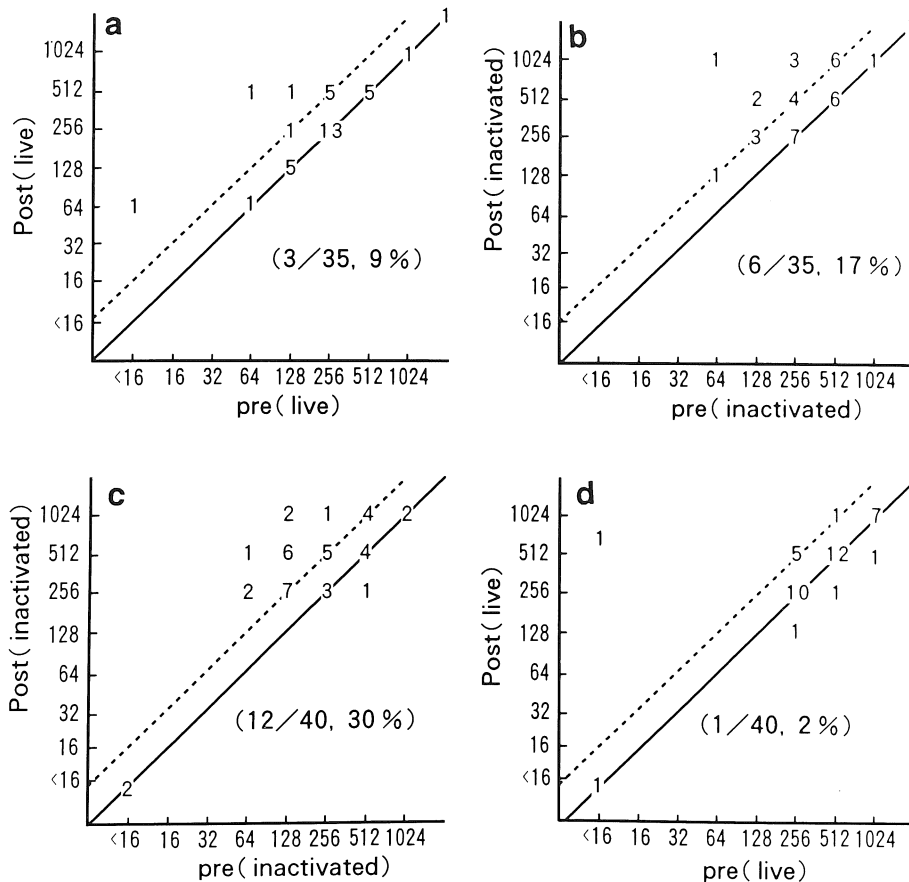 a
1
1024
1
512
1 1 5 5
256
1 13
128
5
64
1 1
32
16
<16
(3/35, 9%)
<16 16 32 64 128 256 512 1024
pre(live)
Post(live)
b
1024
1 3 6 1
512
2 4 6
256
3 7
128
1
64
32
16
<16
(6/35, 17%)
<16 16 32 64 128 256 512 1024
pre(inactivated)
Post(inactivated)
c
1024
2 1 4 2
512
1 6 5 4
256
2 7 3 1
128
64
32
16
<16
2
(12/40, 30%)
<16 16 32 64 128 256 512 1024
pre(inactivated)
Post(inactivated)
d
1024
1 7
1
512
5 12 1
256
10 1
128
1
64
32
16
<16
1
(1/40, 2%)
<16 16 32 64 128 256 512 1024
pre(live)
Post(live)